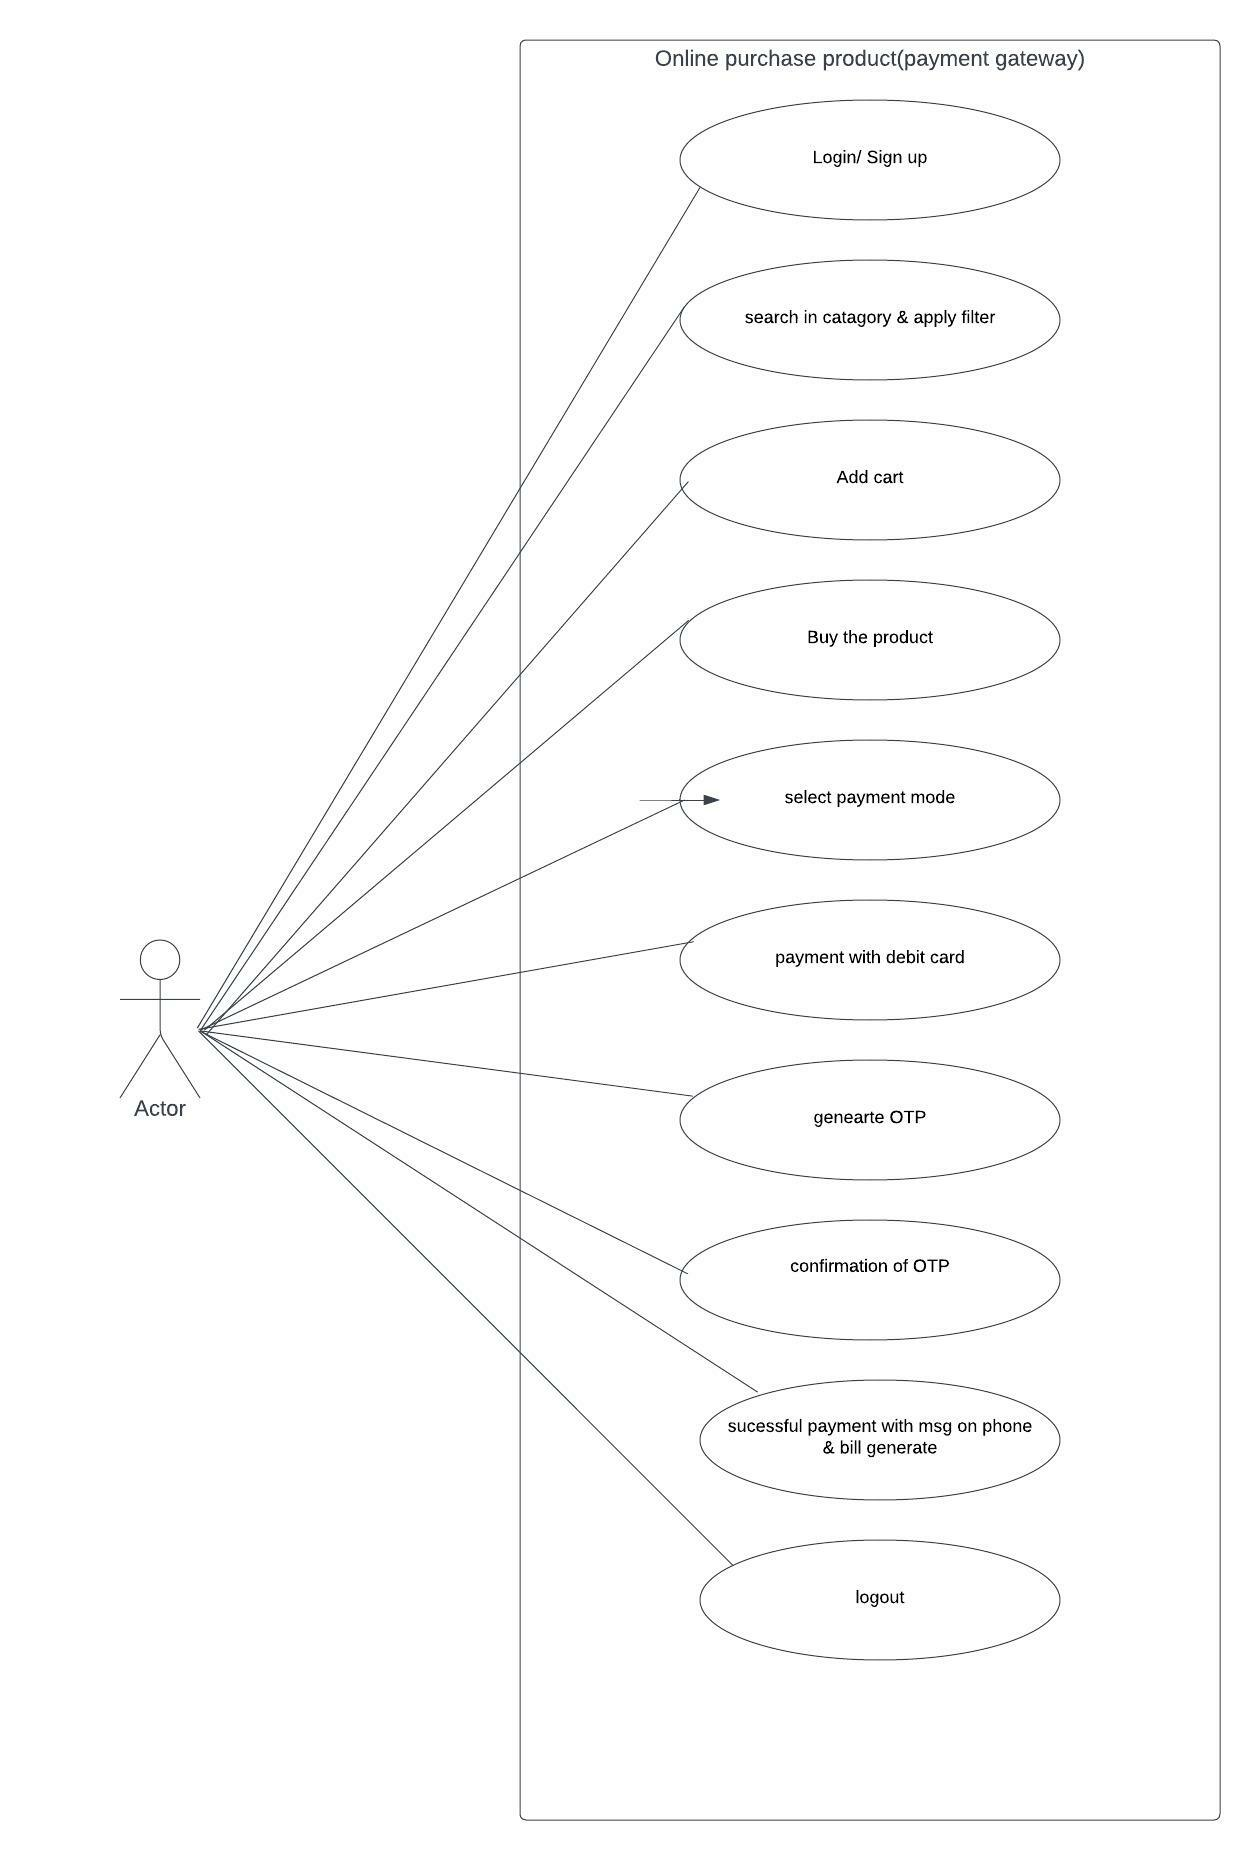 Online purchase product(payment gateway)
Login/ Sign up
search in catagory & apply filter
Add cart
Buy the product
select payment mode
payment with debit card
Actor
genearte OTP
confirmation of OTP
sucessful payment with msg on phone
& bill generate
logout